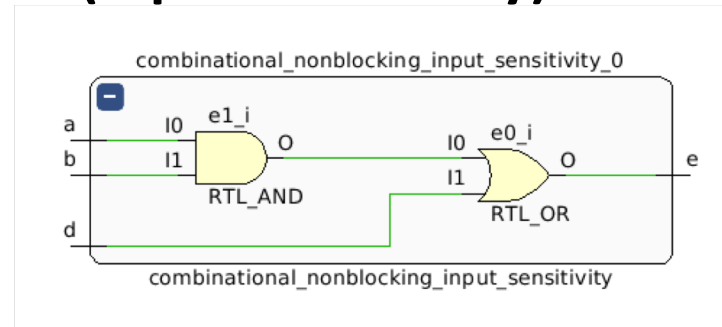 combinational_nonblocking_input_sensitivity_0
e1_i
a
I0
O
b
I1
RTL_AND
e0_i
I0
O
e
I1
RTL_OR
d
combinational_nonblocking_input_sensitivity